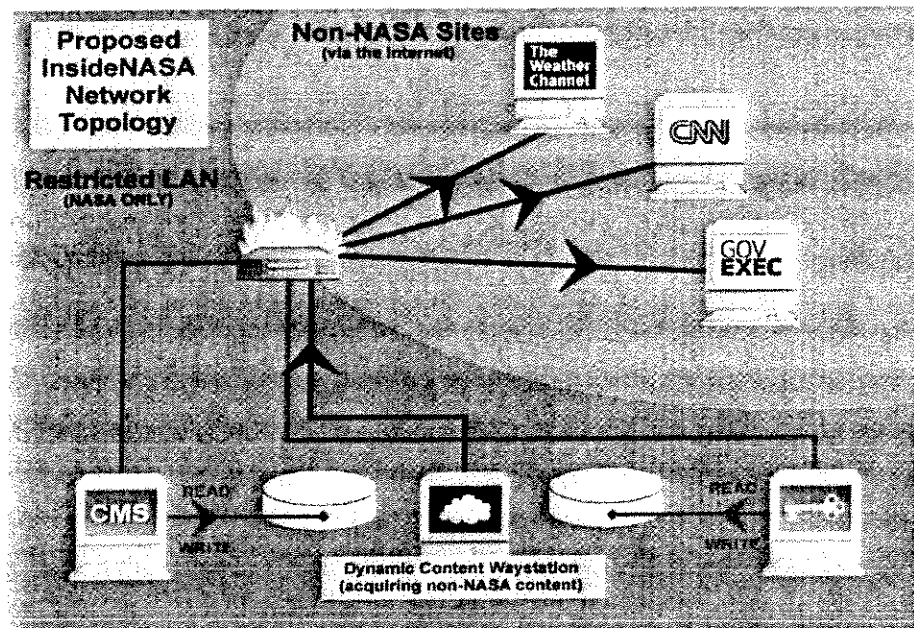 Proposed
InsideNASA
Network
Topology
Non-NASA Sites
(via the Internet)
The
Weather
Channel
CNN
GOV
EXEC
Restricted LAN
(NASA ONLY)
CMS
READ
WRITE
READ
WRITE
Dynamic Content Waystation
(acquiring non-NASA content)